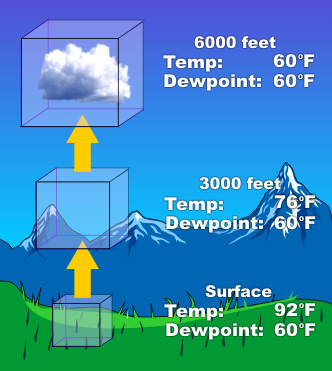 6000 feet
Temp: 60°F
Dewpoint: 60°F
3000 feet
Temp: 76°F
Dewpoint: 60°F
Surface
Temp: 92°F
Dewpoint: 60°F